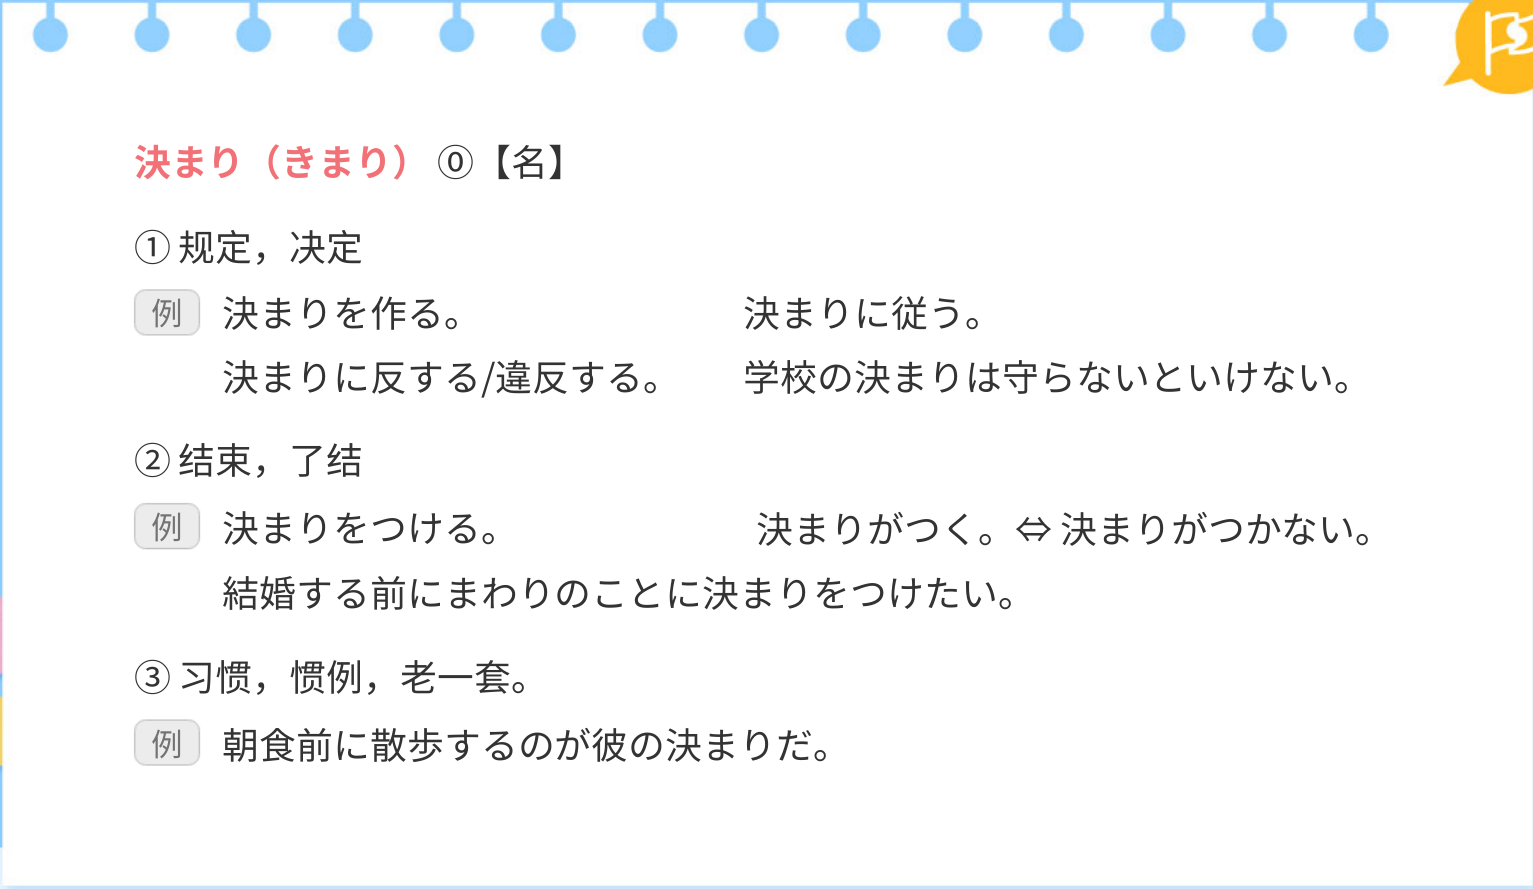 決まり（きまり）⓪【名】
① 规定，决定
例 決まりを作る。 決まりに従う。
決まりに反する/違反する。 学校の決まりは守らないといけない。
② 结束，了结
例 決まりをつける。 決まりがつく。⇔ 決まりがつかない。
結婚する前にまわりのことに決まりをつけたい。
③ 习惯，惯例，老一套。
例 朝食前に散歩するのが彼の決まりだ。